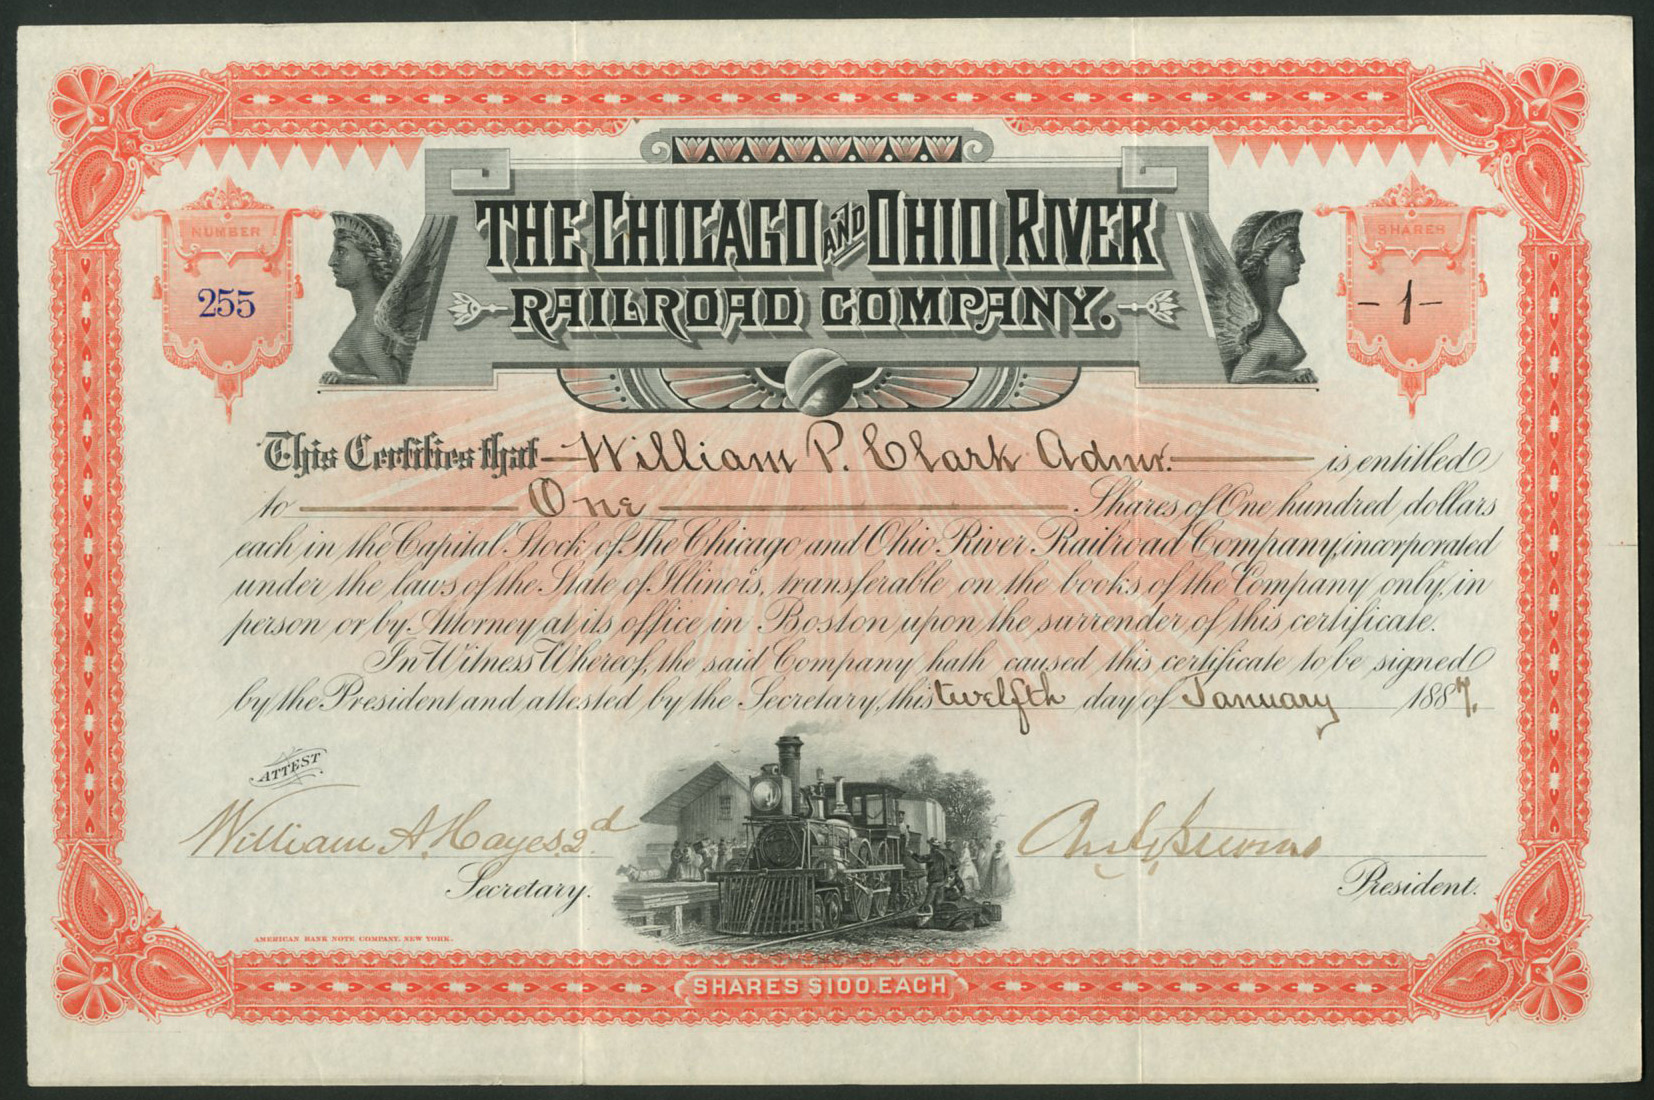 THE CHICAGO AND OHIO RIVER
RAILROAD COMPANY.
NUMBER
255
SHARES
-1-
This Certifies that William P. Clark Admr. is entitled
to One Shares of One hundred dollars
each in the Capital Stock of The Chicago and Ohio River Railroad Company, incorporated
under the laws of the State of Illinois, transferable on the books of the Company only, in
person or by Attorney at its office in Boston upon the surrender of this certificate.
In Witness Whereof, the said Company hath caused this certificate to be signed
by the President and attested by the Secretary, this twelfth day of January 1887.
ATTEST
William A. Hayes 2d
Secretary.
President.
AMERICAN BANK NOTE COMPANY, NEW YORK.
SHARES $100.EACH